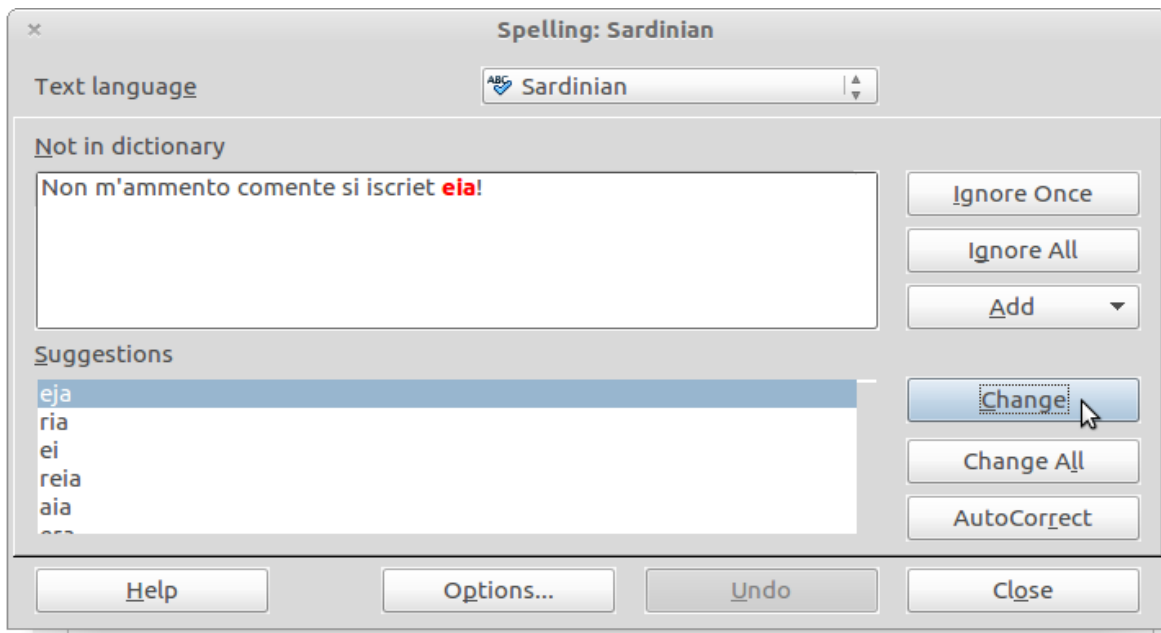 Spelling: Sardinian
Text language
ABC Sardinian
Not in dictionary
Non m'ammento comente si iscriet eia!
Ignore Once
Ignore All
Add
Suggestions
eja
ria
ei
reia
aia
Change
Change All
AutoCorrect
Help
Options...
Undo
Close